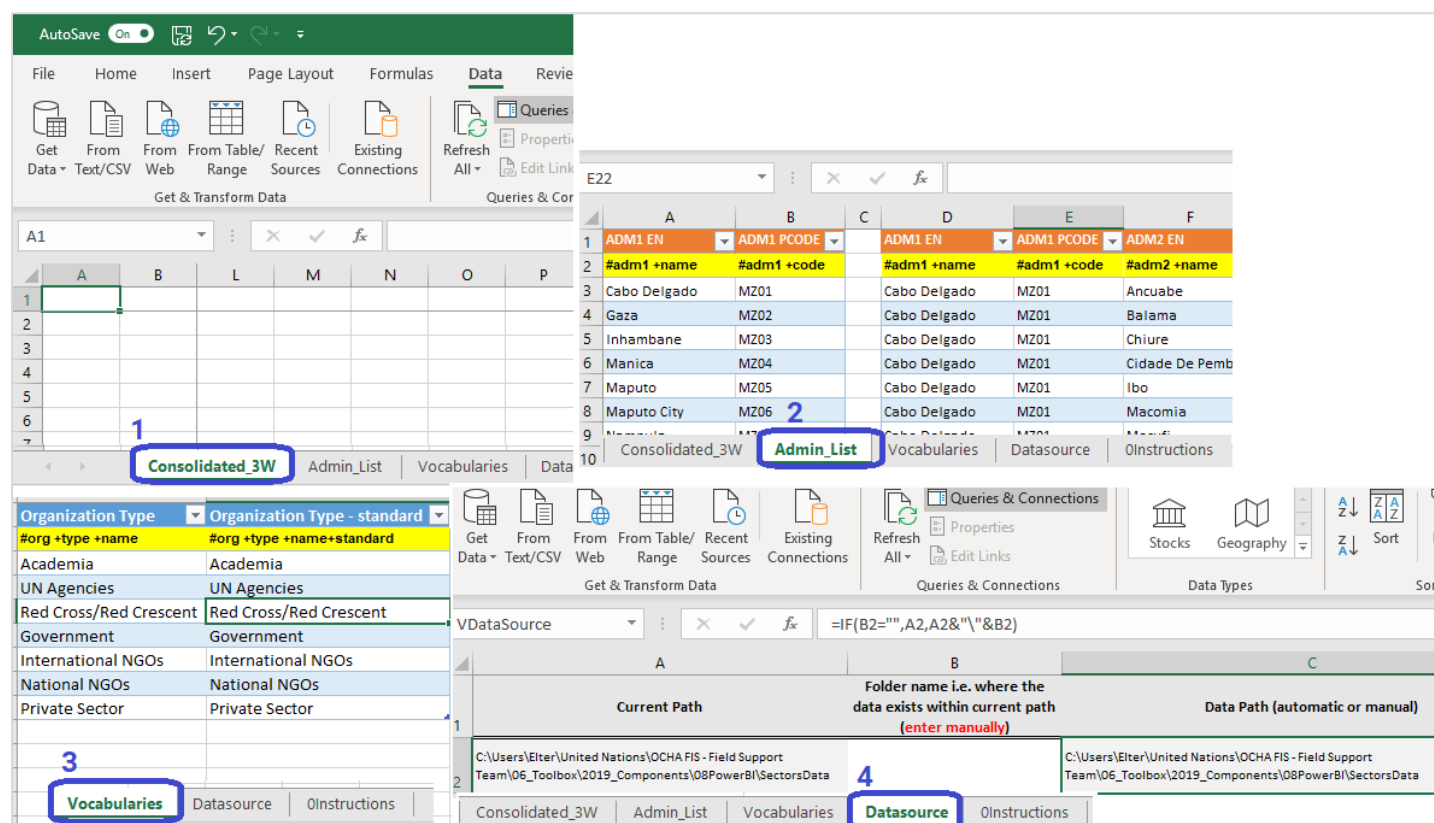 AutoSave On
File Home Insert Page Layout Formulas Data Revie
Get Data From Text/CSV From Web From Table/ Range Recent Sources Existing Connections Refresh All Queries
Properti
Edit Link
Get & Transform Data Queries & Cor
A1 fx
A B L M N O P
1
2
3
4
5
6
7
1
Consolidated_3W Admin_List Vocabularies Data
E22 fx
A B C D E F
1 ADM1 EN ADM1 PCODE ADM1 EN ADM1 PCODE ADM2 EN
2 #adm1 +name #adm1 +code #adm1 +name #adm1 +code #adm2 +name
3 Cabo Delgado MZ01 Cabo Delgado MZ01 Ancuabe
4 Gaza MZ02 Cabo Delgado MZ01 Balama
5 Inhambane MZ03 Cabo Delgado MZ01 Chiure
6 Manica MZ04 Cabo Delgado MZ01 Cidade De Pemb
7 Maputo MZ05 Cabo Delgado MZ01 Ibo
8 Maputo City MZ06 Cabo Delgado MZ01 Macomia
9
10
2
Consolidated_3W Admin_List Vocabularies Datasource 0Instructions
Organization Type Organization Type - standard
#org +type +name #org +type +name+standard
Academia Academia
UN Agencies UN Agencies
Red Cross/Red Crescent Red Cross/Red Crescent
Government Government
International NGOs International NGOs
National NGOs National NGOs
Private Sector Private Sector
3
Vocabularies Datasource 0Instructions
Get Data From Text/CSV From Web From Table/ Range Recent Sources Existing Connections Refresh All Queries & Connections
Properties
Edit Links
Stocks Geography Sort
Get & Transform Data Queries & Connections Data Types So
VDataSource fx =IF(B2="",A2,A2&"\"&B2)
A B C
1 Current Path
Folder name i.e. where the
data exists within current path
(enter manually)
Data Path (automatic or manual)
2 C:\Users\Elter\United Nations\OCHA FIS - Field Support
Team\06_Toolbox\2019_Components\08PowerBI\SectorsData
C:\Users\Elter\United Nations\OCHA FIS - Field Support
Team\06_Toolbox\2019_Components\08PowerBI\SectorsData
4
Consolidated_3W Admin_List Vocabularies Datasource 0Instructions